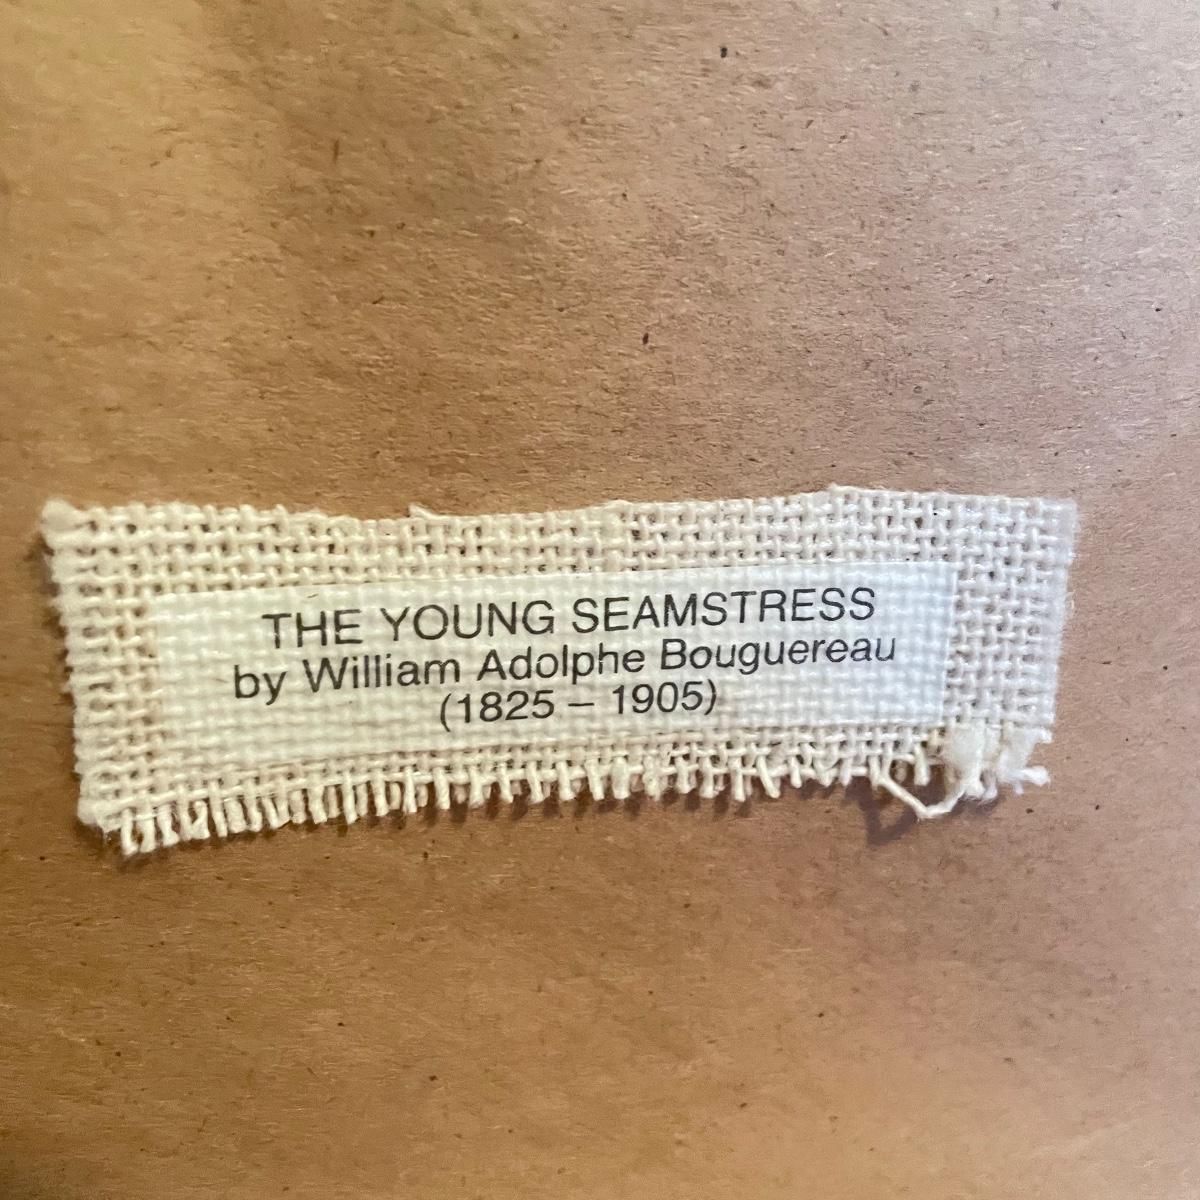 THE YOUNG SEAMSTRESS
by William Adolphe Bouguereau
(1825 – 1905)